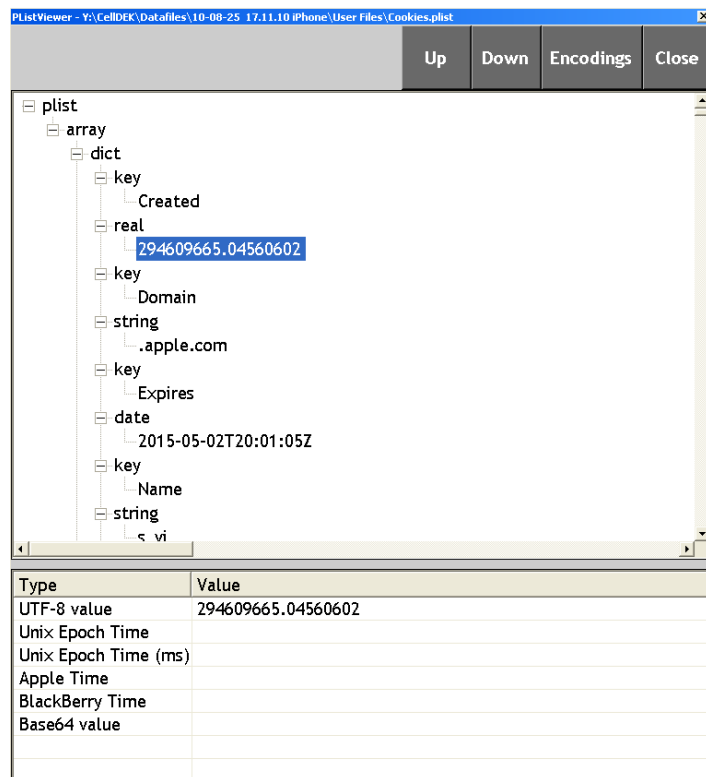 PListViewer - Y:\CellDEK\Datafiles\10-08-25 17.11.10 iPhone\User Files\Cookies.plist
Up Down Encodings Close
plist
array
dict
key
Created
real
294609665.04560602
key
Domain
string
.apple.com
key
Expires
date
2015-05-02T20:01:05Z
key
Name
string
s_vi
Type Value
UTF-8 value 294609665.04560602
Unix Epoch Time
Unix Epoch Time (ms)
Apple Time
BlackBerry Time
Base64 value